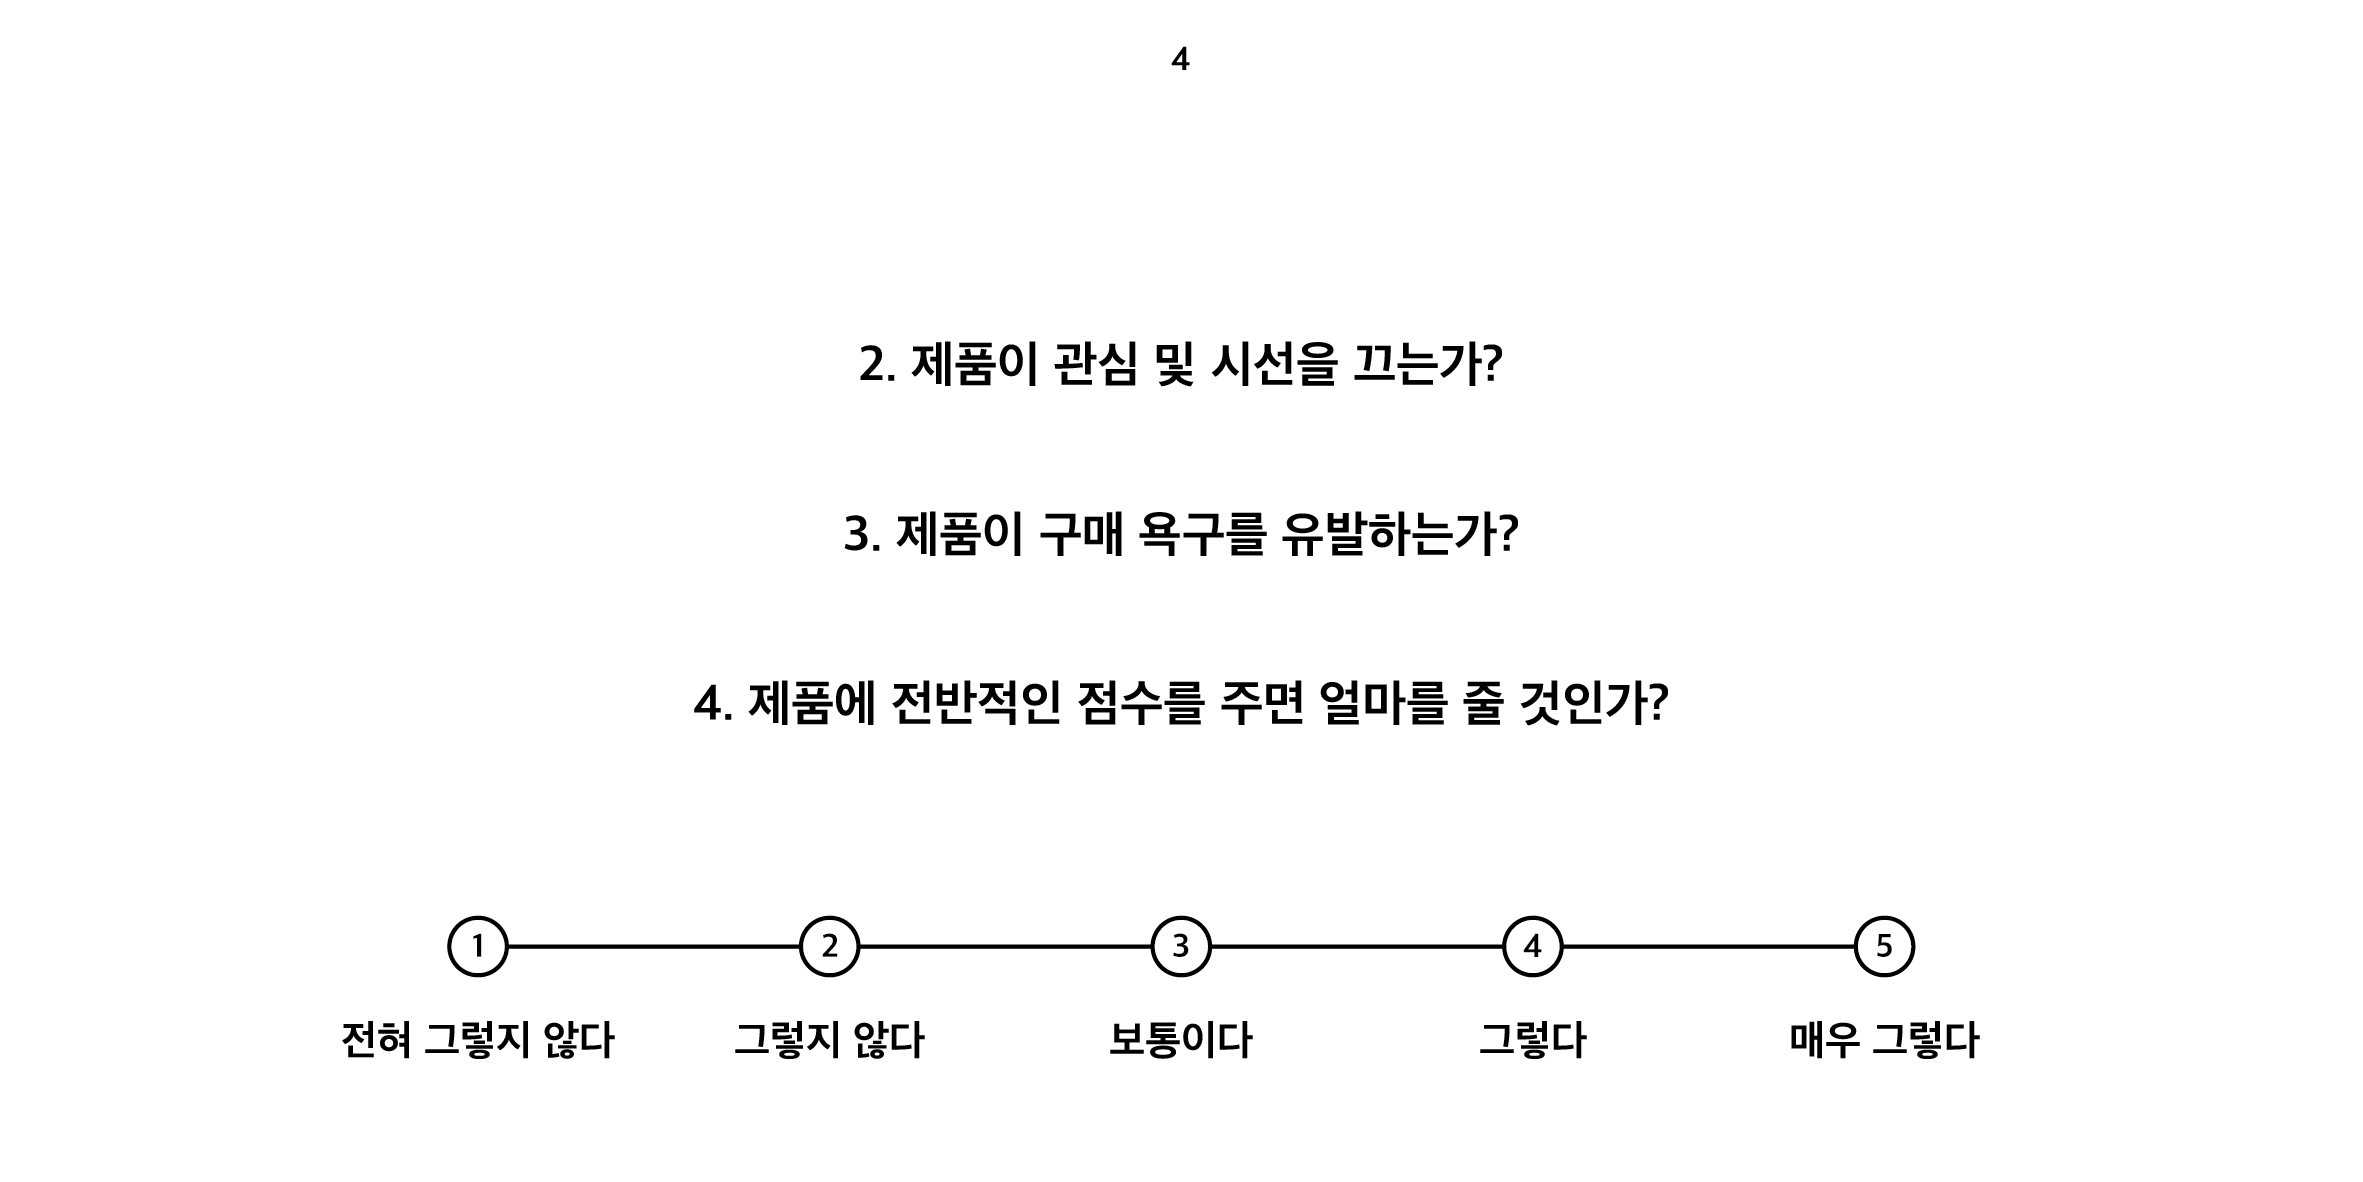 4
2. 제품이 관심 및 시선을 끄는가?
3. 제품이 구매 욕구를 유발하는가?
4. 제품에 전반적인 점수를 주면 얼마를 줄 것인가?
1 2 3 4 5
전혀 그렇지 않다 그렇지 않다 보통이다 그렇다 매우 그렇다